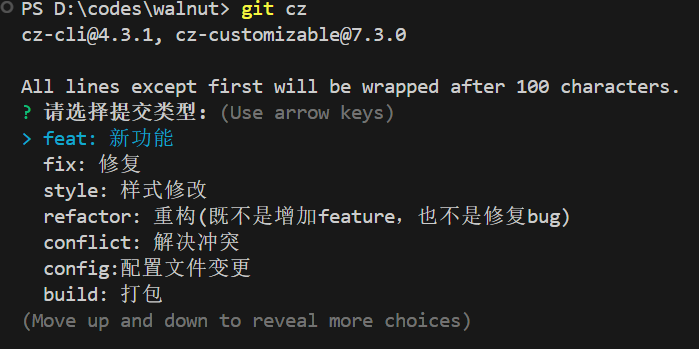 PS D:\codes\walnut> git cz
cz-cli@4.3.1, cz-customizable@7.3.0
All lines except first will be wrapped after 100 characters.
? 请选择提交类型: (Use arrow keys)
> feat: 新功能
fix: 修复
style: 样式修改
refactor: 重构(既不是增加feature，也不是修复bug)
conflict: 解决冲突
config:配置文件变更
build: 打包
(Move up and down to reveal more choices)